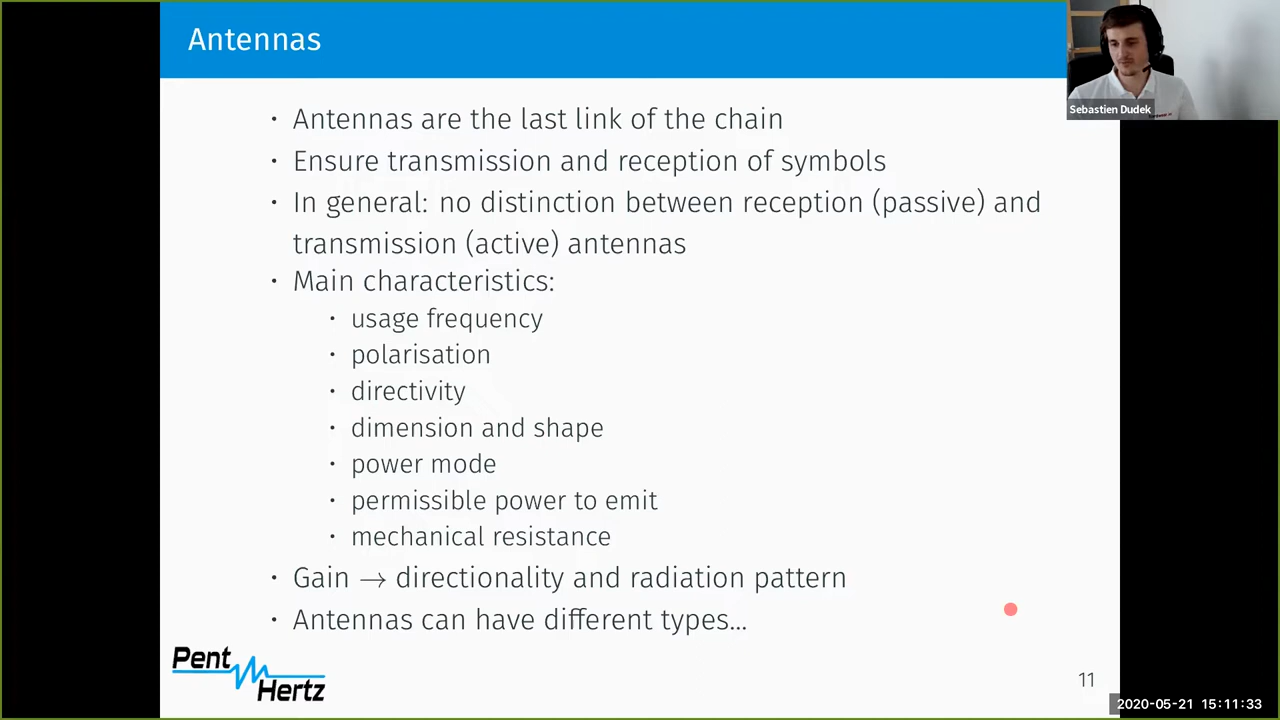 Antennas
Sebastien Dudek
• Antennas are the last link of the chain
• Ensure transmission and reception of symbols
• In general: no distinction between reception (passive) and
transmission (active) antennas
• Main characteristics:
• usage frequency
• polarisation
• directivity
• dimension and shape
• power mode
• permissible power to emit
• mechanical resistance
• Gain → directionality and radiation pattern
• Antennas can have different types...
Pent
Hertz
11
2020-05-21 15:11:33